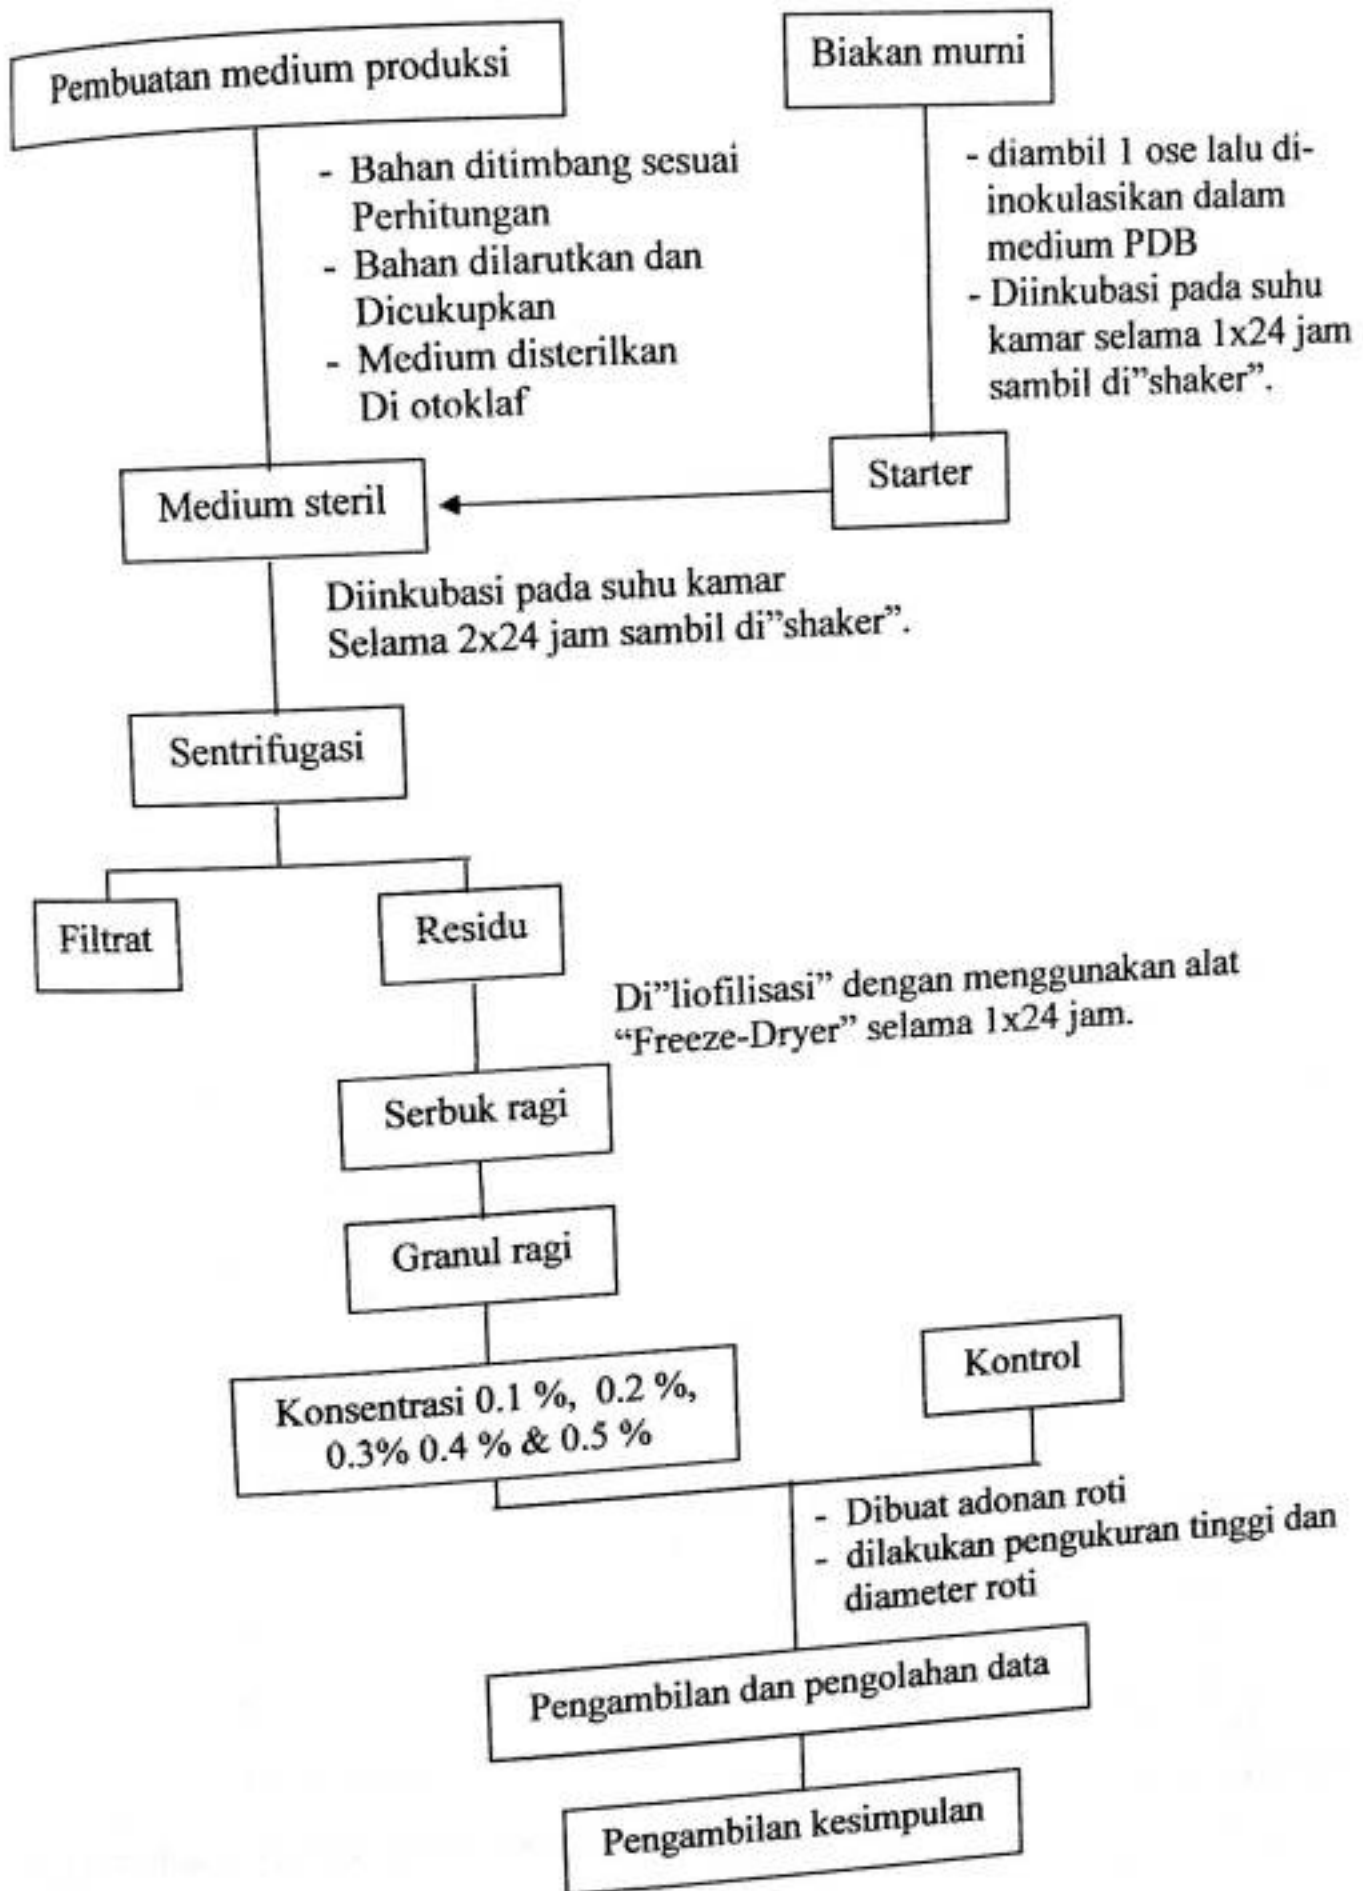 Pembuatan medium produksi
Biakan murni
- Bahan ditimbang sesuai
Perhitungan
- Bahan dilarutkan dan
Dicukupkan
- Medium disterilkan
Di otoklaf
- diambil 1 ose lalu di-
inokulasikan dalam
medium PDB
- Diinkubasi pada suhu
kamar selama 1x24 jam
sambil di”shaker”.
Medium steril
Starter
Diinkubasi pada suhu kamar
Selama 2x24 jam sambil di”shaker”.
Sentrifugasi
Filtrat
Residu
Di”liofilisasi” dengan menggunakan alat
“Freeze-Dryer” selama 1x24 jam.
Serbuk ragi
Granul ragi
Konsentrasi 0.1 %, 0.2 %,
0.3% 0.4 % & 0.5 %
Kontrol
- Dibuat adonan roti
- dilakukan pengukuran tinggi dan
diameter roti
Pengambilan dan pengolahan data
Pengambilan kesimpulan